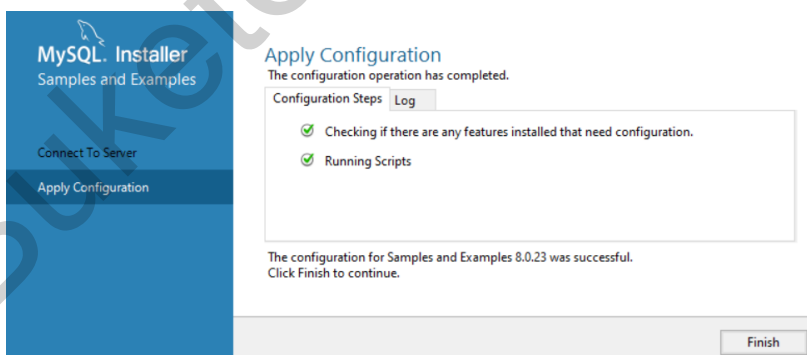 MySQL. Installer
Samples and Examples
Connect To Server
Apply Configuration
Apply Configuration
The configuration operation has completed.
Configuration Steps Log
Checking if there are any features installed that need configuration.
Running Scripts
The configuration for Samples and Examples 8.0.23 was successful.
Click Finish to continue.
Finish